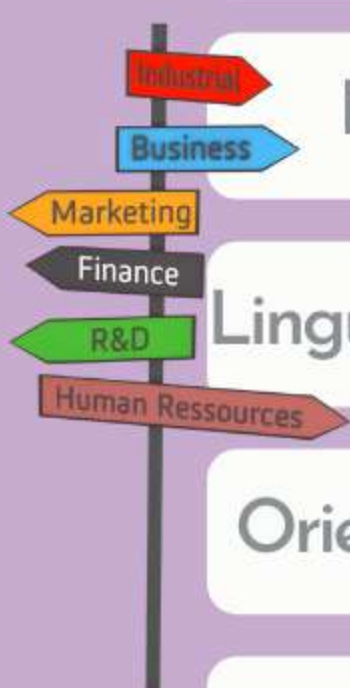 Industrial
Business
Marketing
Finance
R&D
Lingu
Human Ressources
Orie